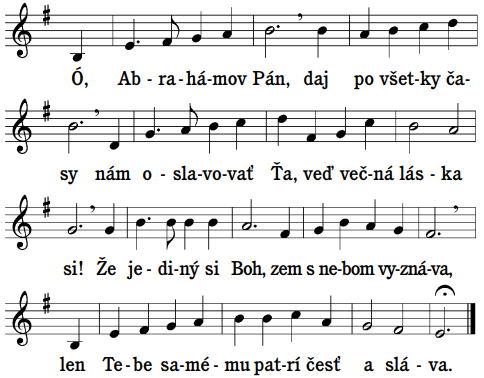 Ó, Ab - ra - há - mov Pán, daj po všet - ky ča-
sy nám o - sla - vo - vať Ťa, veď več - ná lás - ka
si! Že je - di - ný si Boh, zem s ne - bom vy - zná - va,
len Te - be sa - mé - mu pat - rí česť a slá - va.